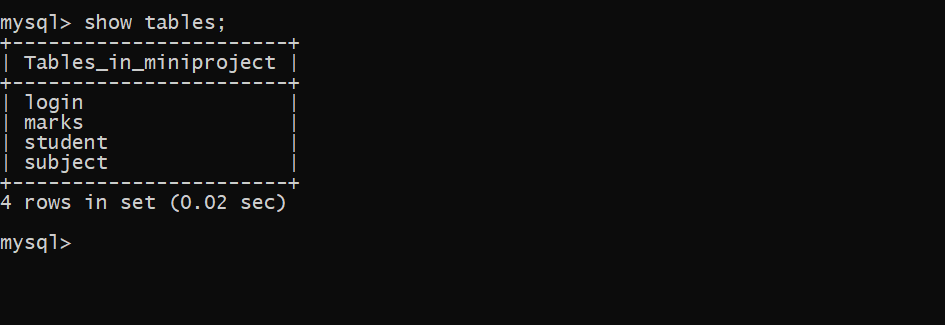 mysql> show tables;
+-----------------------+
| Tables_in_miniproject |
+-----------------------+
| login                 |
| marks                 |
| student               |
| subject               |
+-----------------------+
4 rows in set (0.02 sec)
mysql>